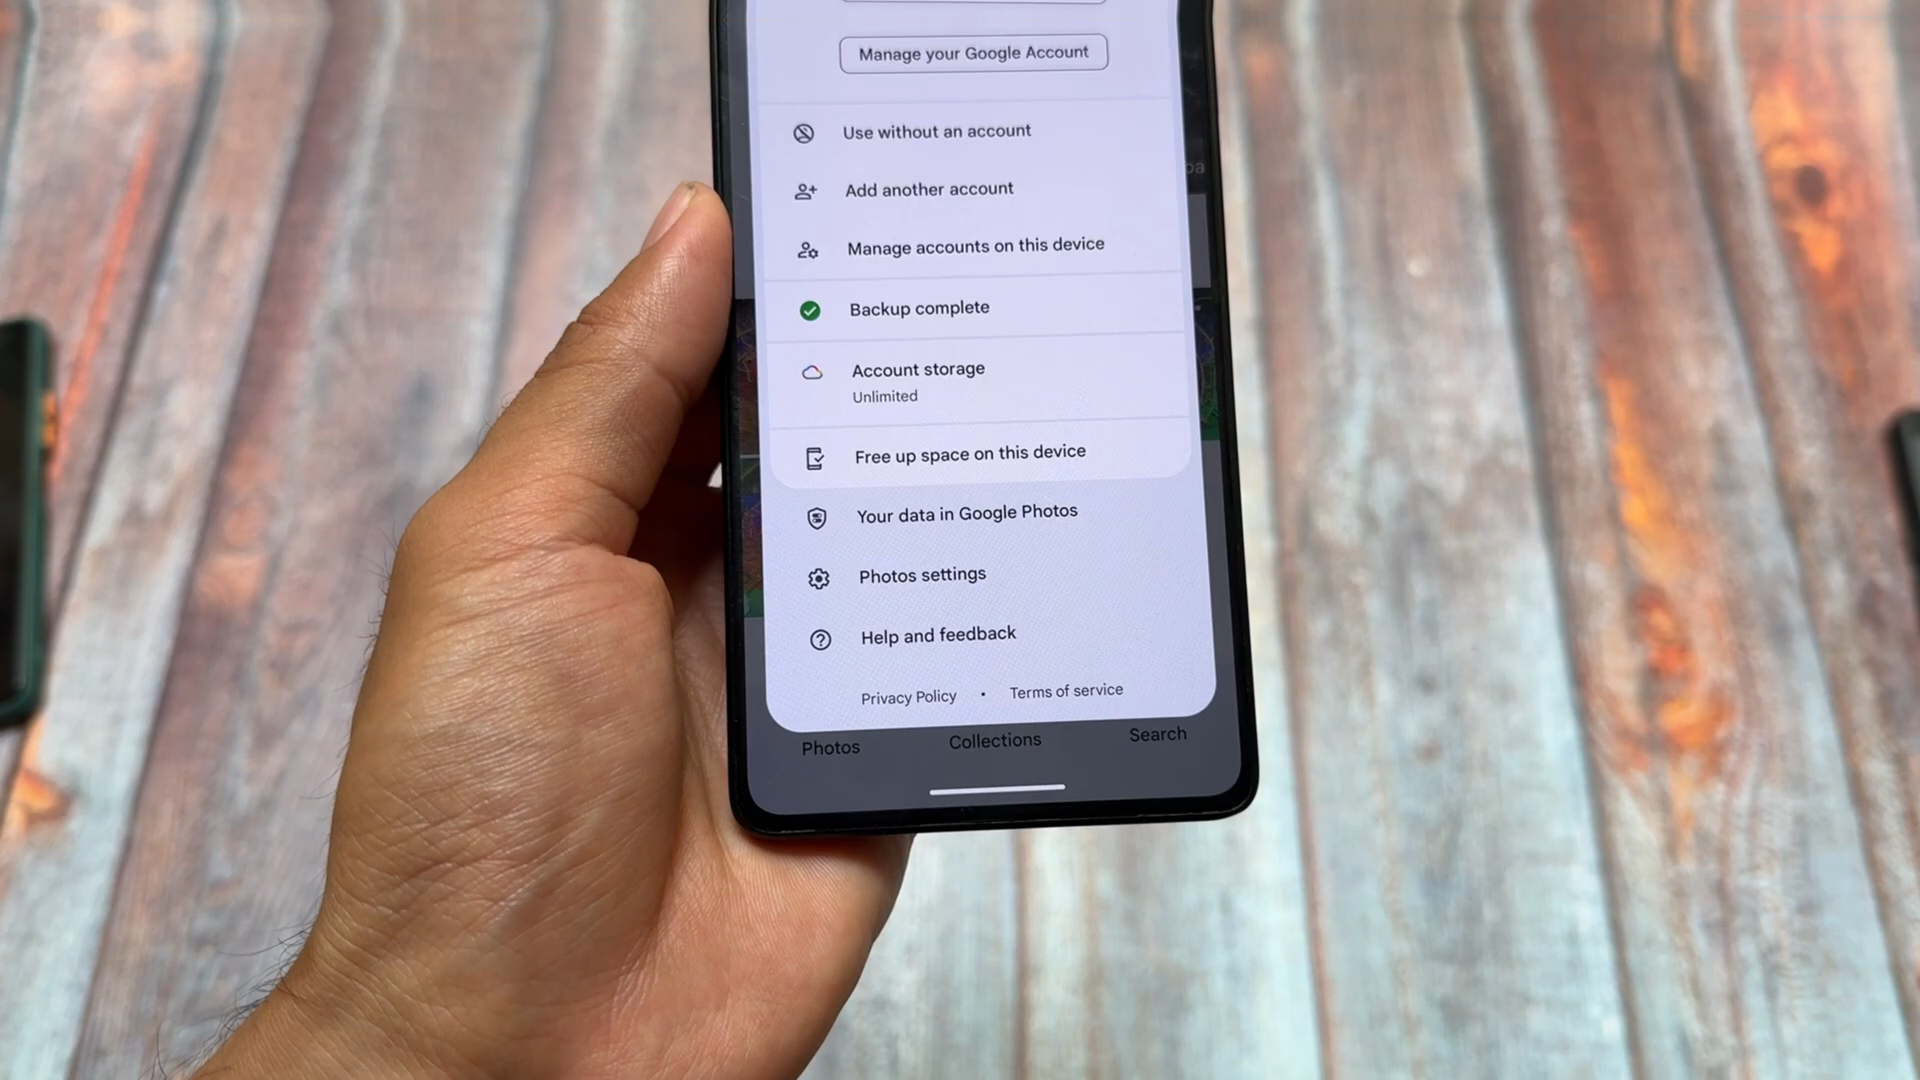 Manage your Google Account
Use without an account
Add another account
Manage accounts on this device
Backup complete
Account storage
Unlimited
Free up space on this device
Your data in Google Photos
Photos settings
Help and feedback
Privacy Policy • Terms of service
Photos Collections Search